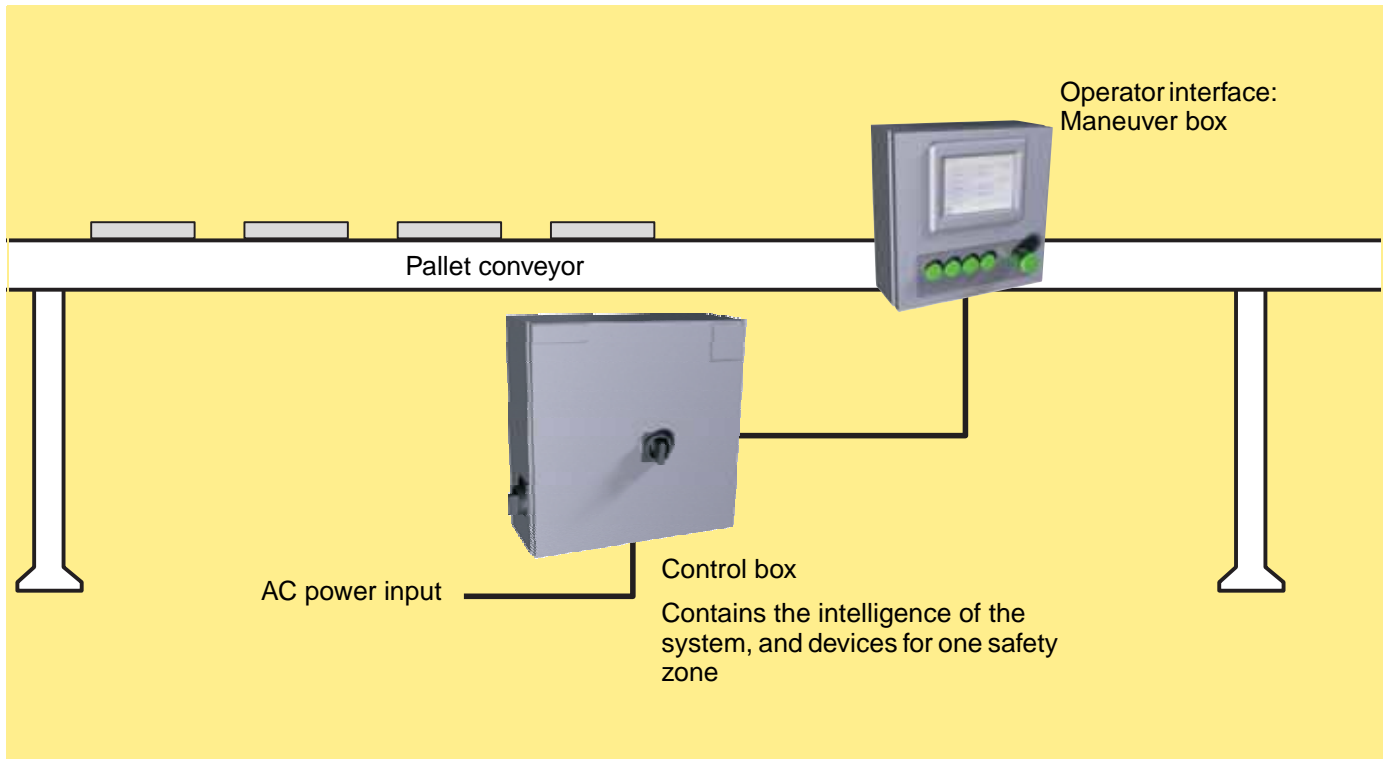 Operator interface:
Maneuver box
Pallet conveyor
AC power input
Control box
Contains the intelligence of the
system, and devices for one safety
zone